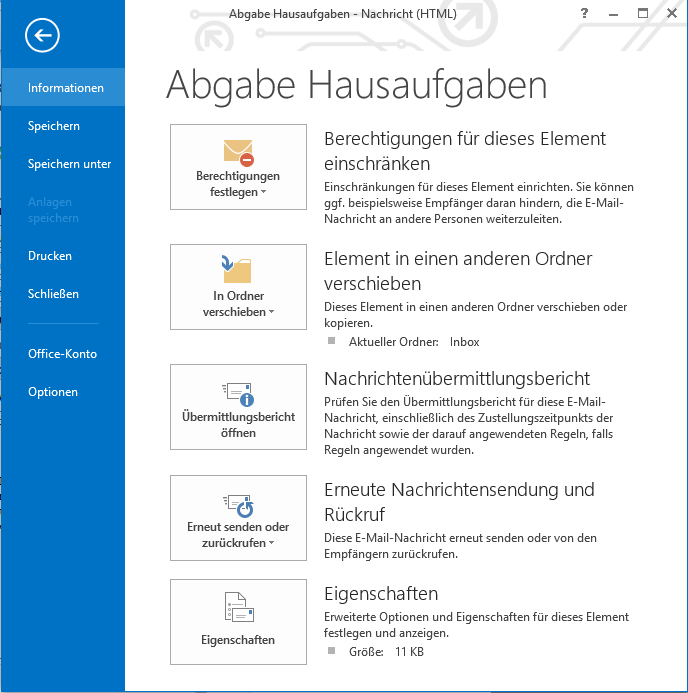 Abgabe Hausaufgaben - Nachricht (HTML)
Informationen
Speichern
Speichern unter
Anlagen
speichern
Drucken
Schließen
Office-Konto
Optionen
Abgabe Hausaufgaben
Berechtigungen
festlegen
Berechtigungen für dieses Element
einschränken
Einschränkungen für dieses Element einrichten. Sie können
ggf. beispielsweise Empfänger daran hindern, die E-Mail-
Nachricht an andere Personen weiterzuleiten.
In Ordner
verschieben
Element in einen anderen Ordner
verschieben
Dieses Element in einen anderen Ordner verschieben oder
kopieren.
Aktueller Ordner: Inbox
Übermittlungsbericht
öffnen
Nachrichtenübermittlungsbericht
Prüfen Sie den Übermittlungsbericht für diese E-Mail-
Nachricht, einschließlich des Zustellungszeitpunkts der
Nachricht sowie der darauf angewendeten Regeln, falls
Regeln angewendet wurden.
Erneut senden oder
zurückrufen
Erneute Nachrichtensendung und
Rückruf
Diese E-Mail-Nachricht erneut senden oder von den
Empfängern zurückrufen.
Eigenschaften
Eigenschaften
Erweiterte Optionen und Eigenschaften für dieses Element
festlegen und anzeigen.
Größe: 11 KB